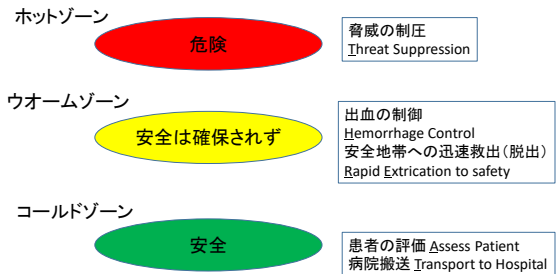 ホットゾーン
危険
脅威の制圧
Threat Suppression
ウオームゾーン
安全は確保されず
出血の制御
Hemorrhage Control
安全地帯への迅速救出(脱出)
Rapid Extrication to safety
コールドゾーン
安全
患者の評価 Assess Patient
病院搬送 Transport to Hospital